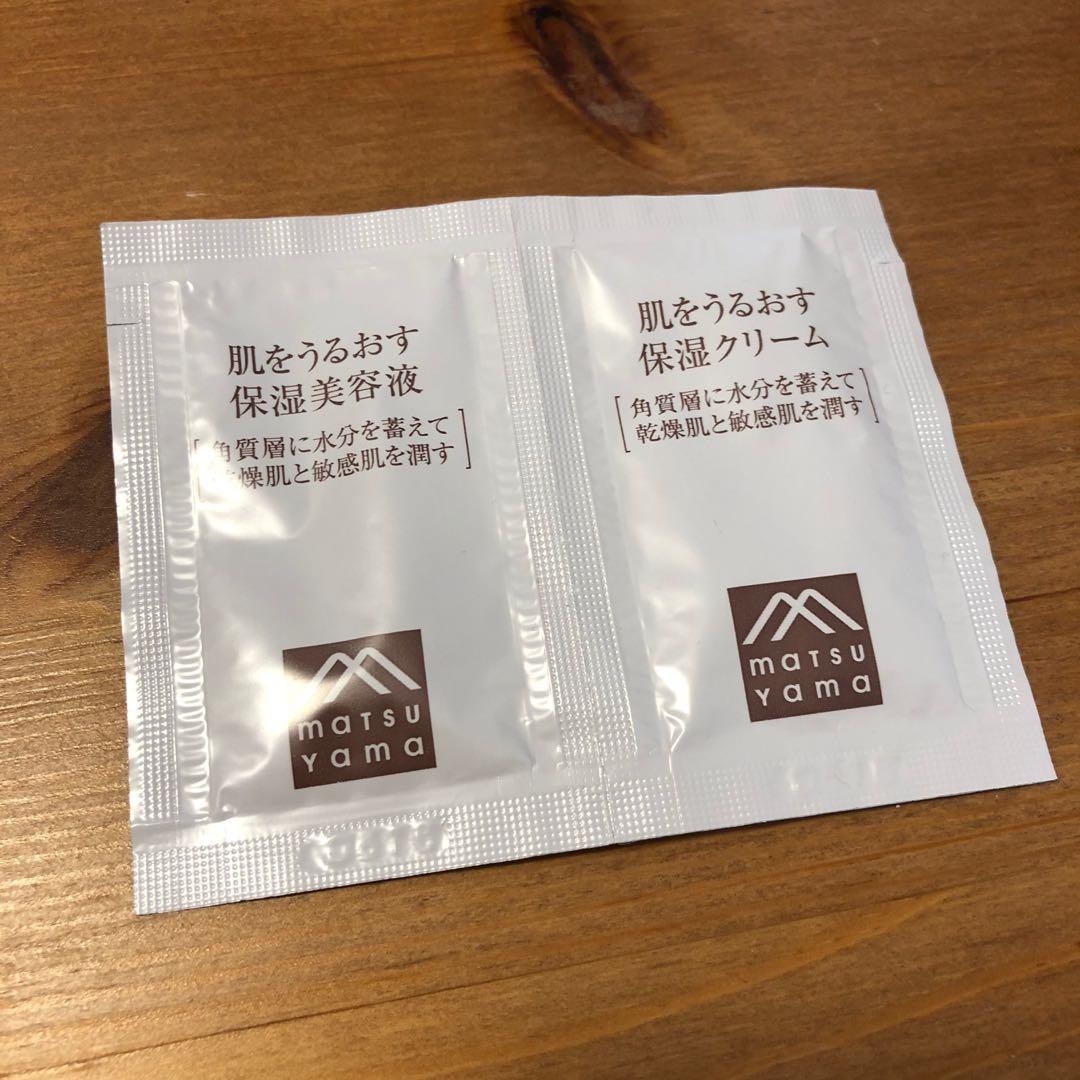 肌をうるおす
保湿美容液
[角質層に水分を蓄えて
乾燥肌と敏感肌を潤す]
matsu
yama
肌をうるおす
保湿クリーム
[角質層に水分を蓄えて
乾燥肌と敏感肌を潤す]
matsu
yama